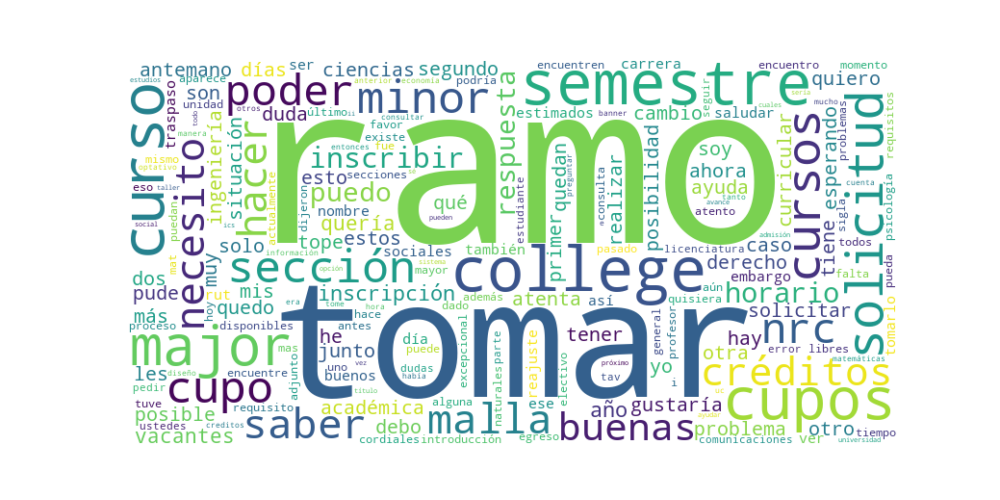 antemano días ser ciencias segundo encuentren carrera encuentro momento
estudios aparece anterior economía podría quiero
curso son poder minor semestre
unidad otros consultar duda último 11 estimados cambio saludar banner cuales mucho
traspaso todo favor existe seguir sería
solicitud requisitos problemas
mismo manera entonces secciones sé
necesito ingeniería situación hacer ramo respuesta posibilidad curricular cursos esperando
eso optativo fue inscribir qué quedan realizar soy ahora ayuda
taller esto puedo preguntar a-consulta tanto sigla cuenta psicología
puedan actualmente dijeron nombre estudiante pueden avance atento
social ics quería primer admisión tiene todos
mat solo tope estos sociales también pasado licenciatura caso
muy información sección opción mayor sistema college derecho falta
dos mis aún embargo pueda
pude rut inscripción además atenta así quisiera horario tomarlo
más quedo era tome hora dado general solicitar
hoy he hace tomar profesor nrc
proceso disponibles antes reajuste tener hay
major mas día puede excepcional otra error libres matemáticas
les junto dudas parte tav yo i créditos
pedir diseño encuentre uno vez había naturales próximo
cupo adjunto buenos título electivo uc cupos
tuve requisito académica alguna ese año gustaría
posible creditos debo malla problema ayudar otro
ustedes saber buenas tiempo
vacantes cordiales introducción egreso comunicaciones ver universidad